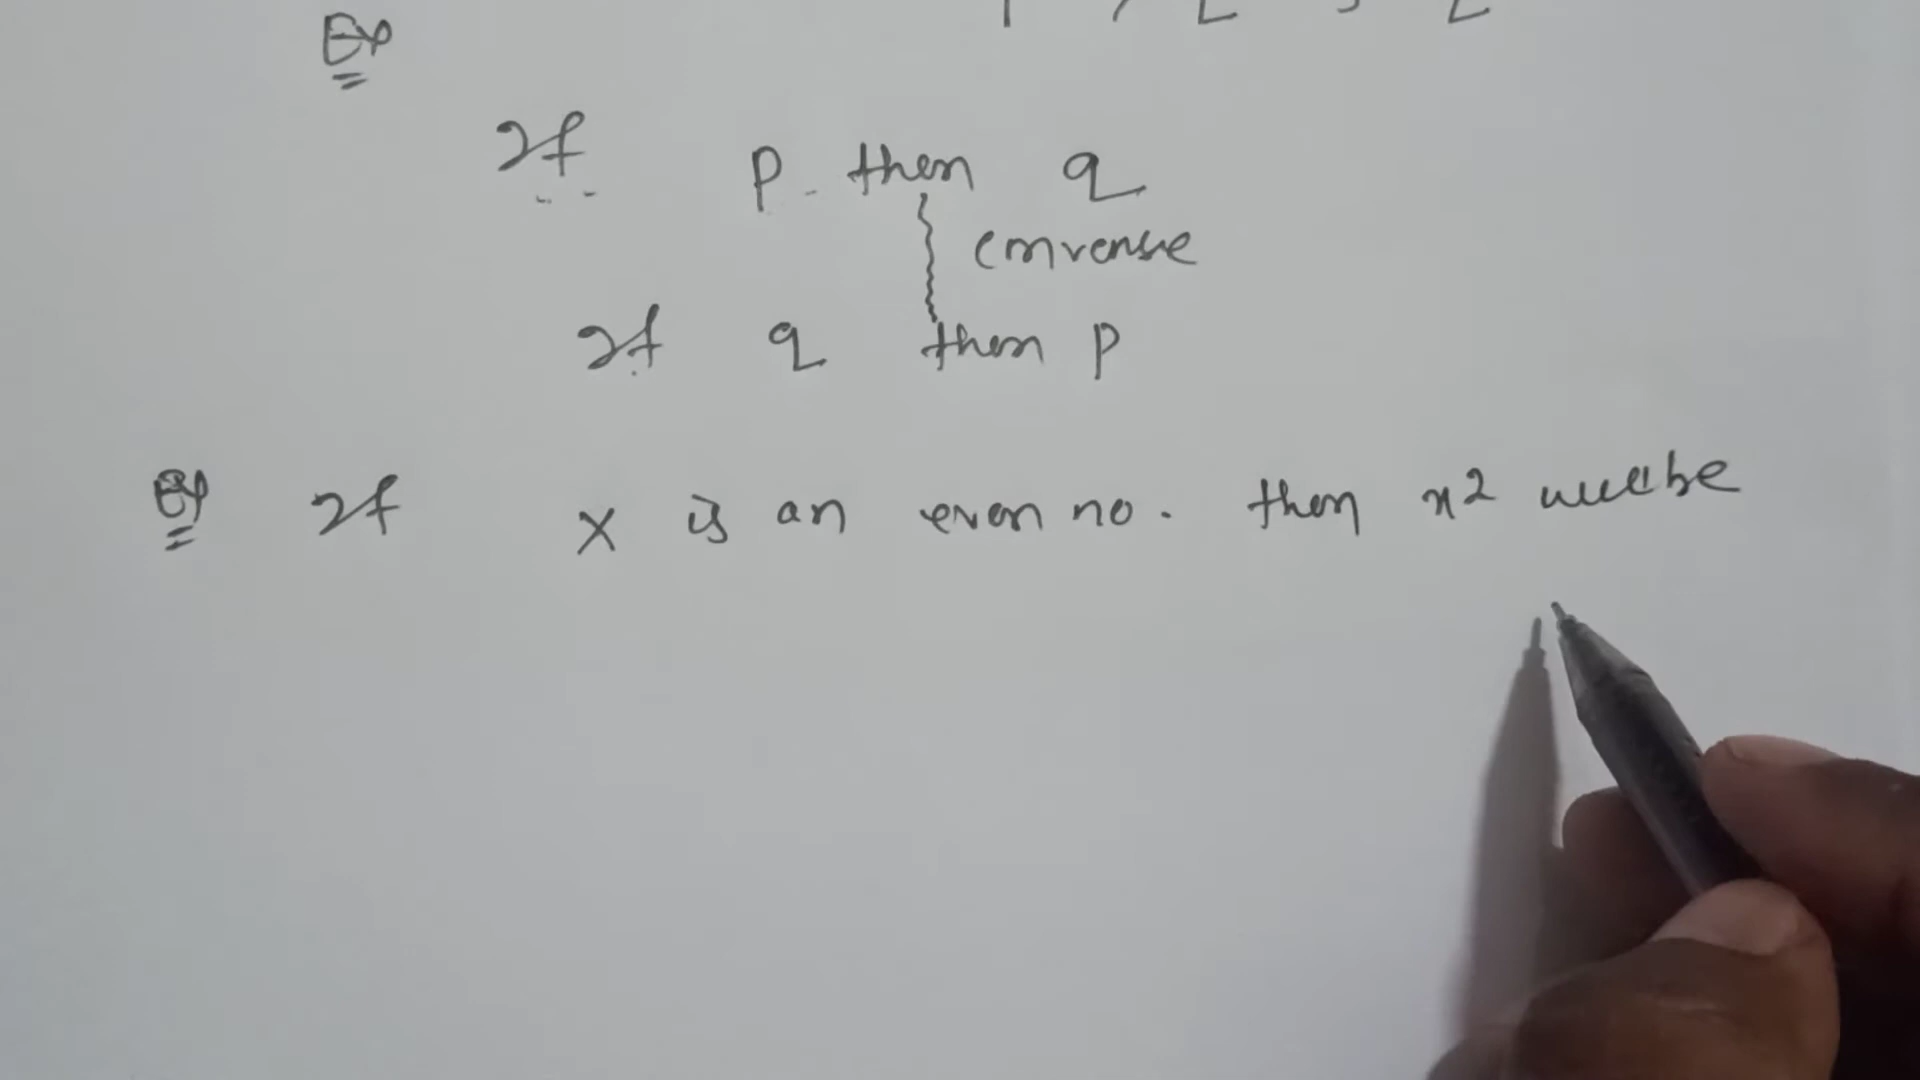 Ex
If p then q
converse
If q then p
Ex If x is an even no. then x2 will be